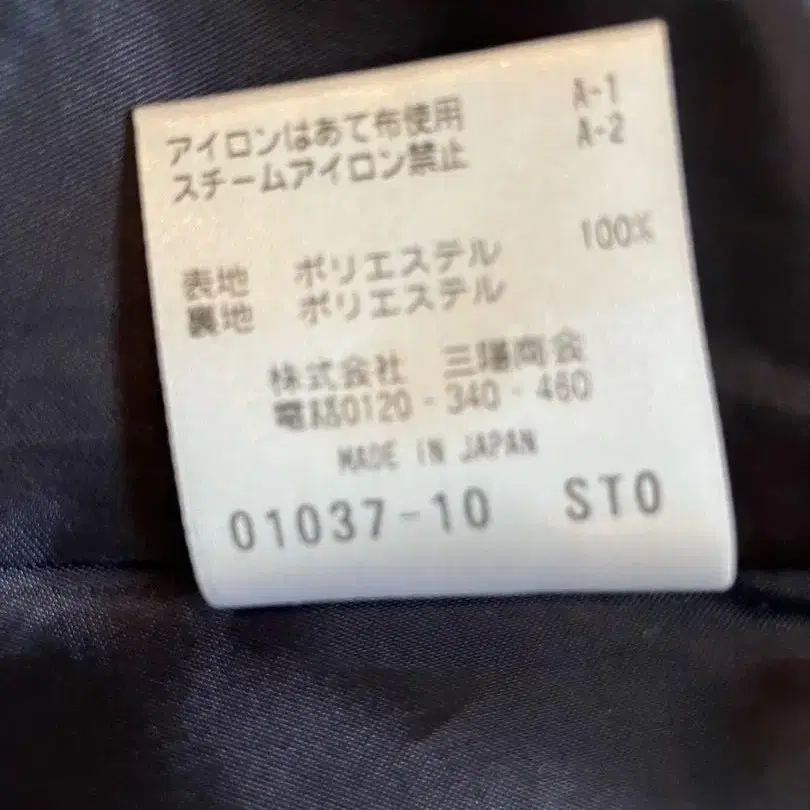 アイロンはあて布使用 A-1
スチームアイロン禁止 A-2
表地 ポリエステル 100%
裏地 ポリエステル
株式会社 三陽商会
電話0120-340-460
MADE IN JAPAN
01037-10 STO